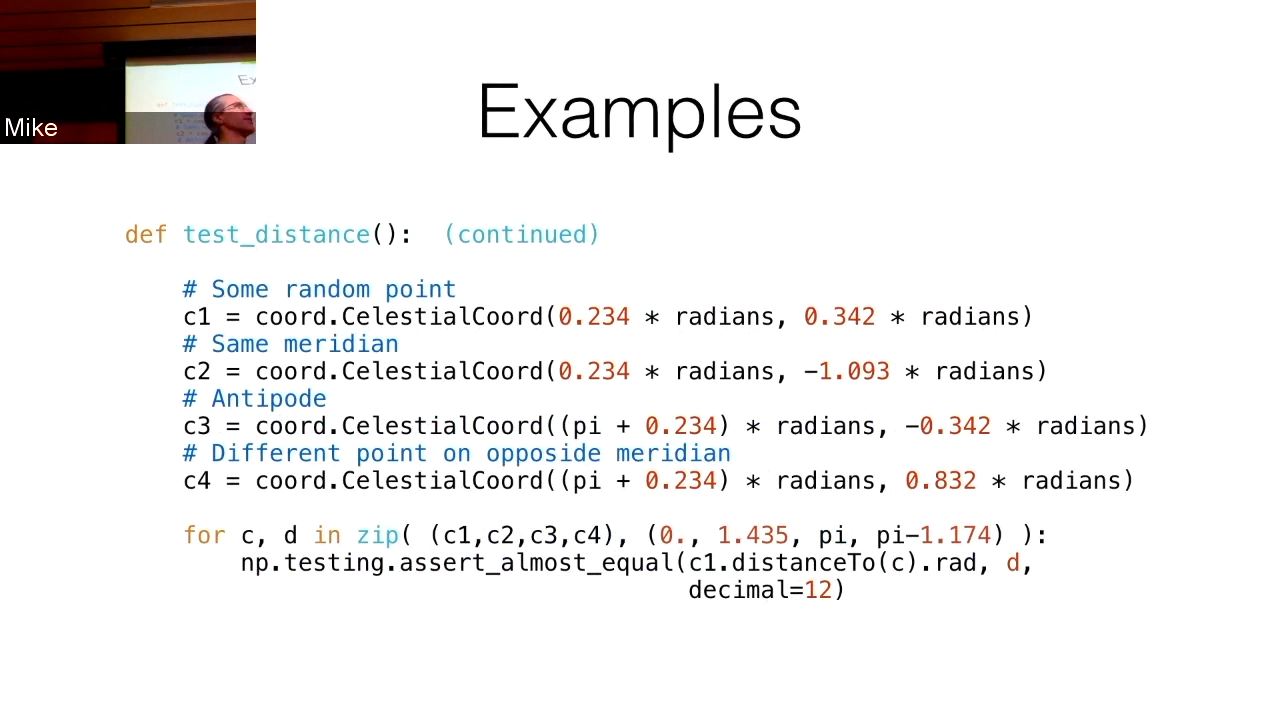 Mike
Examples
def test_distance(): (continued)
# Some random point
c1 = coord.CelestialCoord(0.234 * radians, 0.342 * radians)
# Same meridian
c2 = coord.CelestialCoord(0.234 * radians, -1.093 * radians)
# Antipode
c3 = coord.CelestialCoord((pi + 0.234) * radians, -0.342 * radians)
# Different point on opposide meridian
c4 = coord.CelestialCoord((pi + 0.234) * radians, 0.832 * radians)
for c, d in zip( (c1,c2,c3,c4), (0., 1.435, pi, pi-1.174) ):
np.testing.assert_almost_equal(c1.distanceTo(c).rad, d,
decimal=12)